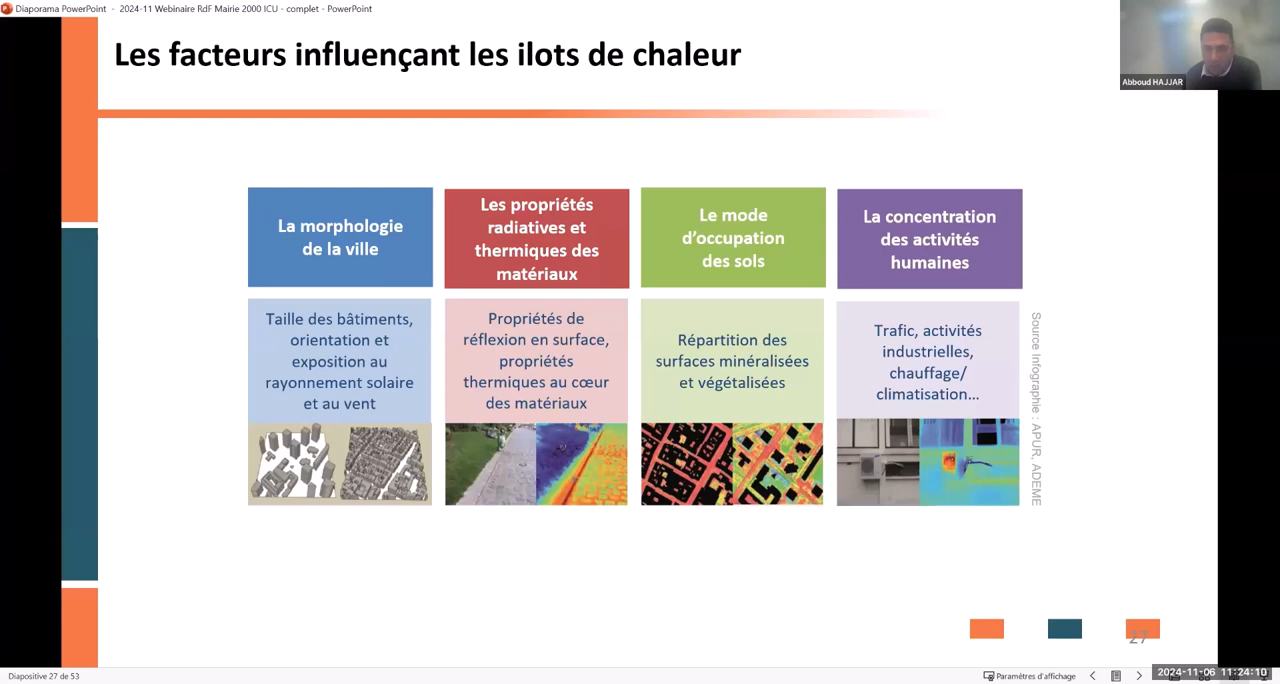 Diaporama PowerPoint - 2024-11 Webinaire RdF Mairie 2000 ICU - complet - PowerPoint
Les facteurs influençant les ilots de chaleur
Abboud HAJJAR
La morphologie
de la ville
Taille des bâtiments,
orientation et
exposition au
rayonnement solaire
et au vent
Les propriétés
radiatives et
thermiques des
matériaux
Propriétés de
réflexion en surface,
propriétés
thermiques au cœur
des matériaux
Le mode
d'occupation
des sols
Répartition des
surfaces minéralisées
et végétalisées
La concentration
des activités
humaines
Trafic, activités
industrielles,
chauffage/
climatisation...
Source Infographie : APUR, ADEME
27
Diapositive 27 de 53
Paramètres d'affichage
2024-11-06 11:24:10